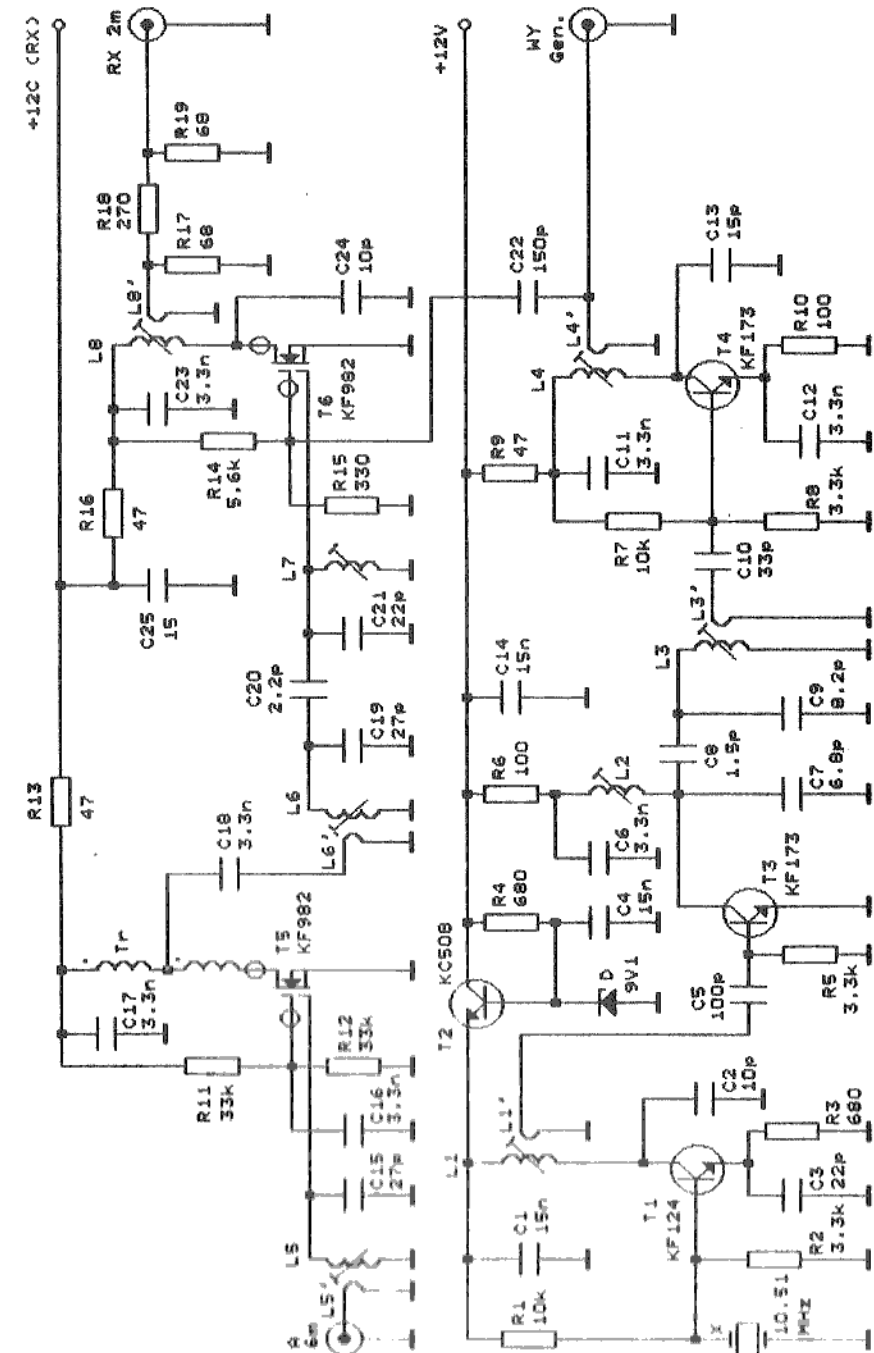 +12C (RX)
RX 2m
R19
68
R18
270
R17
68
L8'
L8
C24
10p
C23
3.3n
T6
KF982
R14
5.6k
R15
330
R16
47
C25
15
L7
C21
22p
C20
2.2p
C19
27p
L6
L6'
R13
47
C18
3.3n
Tr
T5
KF982
C17
3.3n
R12
33k
R11
33k
C16
3.3n
C15
27p
L5
L5'
A
6m
+12V
WY
Gen.
C22
150p
C13
15p
L4'
L4
T4
KF173
R10
100
R9
47
C11
3.3n
C12
3.3n
R7
10k
R8
3.3k
C10
33p
L3'
L3
C14
15n
C9
8.2p
C8
1.5p
R6
100
L2
C7
6.8p
C6
3.3n
R4
680
C4
15n
T3
KF173
KC508
T2
D
9V1
C5
100p
R5
3.3k
L1'
L1
C2
10p
R3
680
C3
22p
T1
KF124
C1
15n
R2
3.3k
R1
10k
X
10.51
MHz